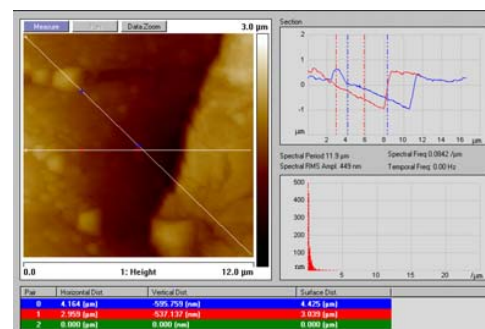 Measure
Data Zoom
3.0 µm
Section
2
1
0
-1
µm
2 4 6 8 10 12 14 16 µm
Spectral Period 11.9 µm Spectral Freq 0.0842 /µm
Spectral RMS Ampl. 449 nm Temporal Freq 0.00 Hz
500
400
300
200
100
nm
5 10 15 /µm
0.0 1: Height 12.0 µm
Pair Horizontal Dist. Vertical Dist. Surface Dist.
0 4.164 (µm) -595.759 (nm) 4.425 (µm)
1 2.959 (µm) -537.137 (nm) 3.039 (µm)
2 0.000 (µm) 0.000 (nm) 0.000 (µm)